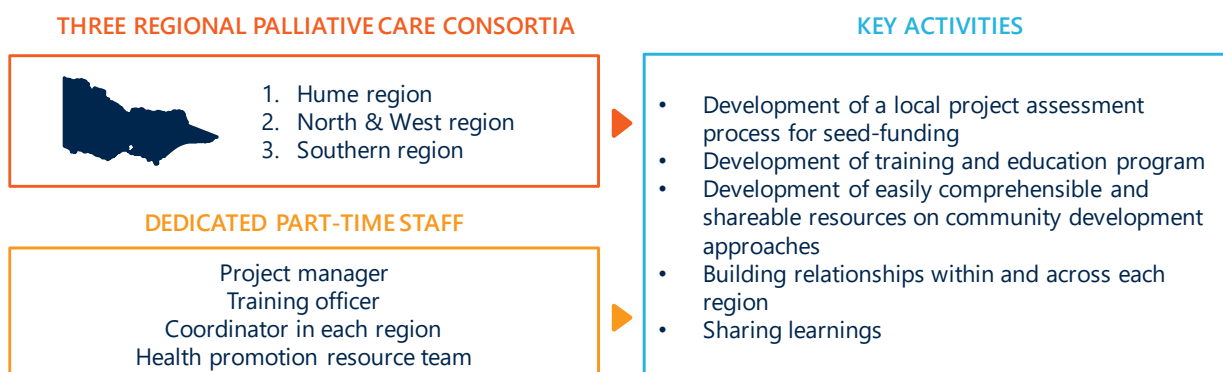 THREE REGIONAL PALLIATIVE CARE CONSORTIA
1. Hume region
2. North & West region
3. Southern region
DEDICATED PART-TIME STAFF
Project manager
Training officer
Coordinator in each region
Health promotion resource team
KEY ACTIVITIES
• Development of a local project assessment
process for seed-funding
• Development of training and education program
• Development of easily comprehensible and
shareable resources on community development
approaches
• Building relationships within and across each
region
• Sharing learnings